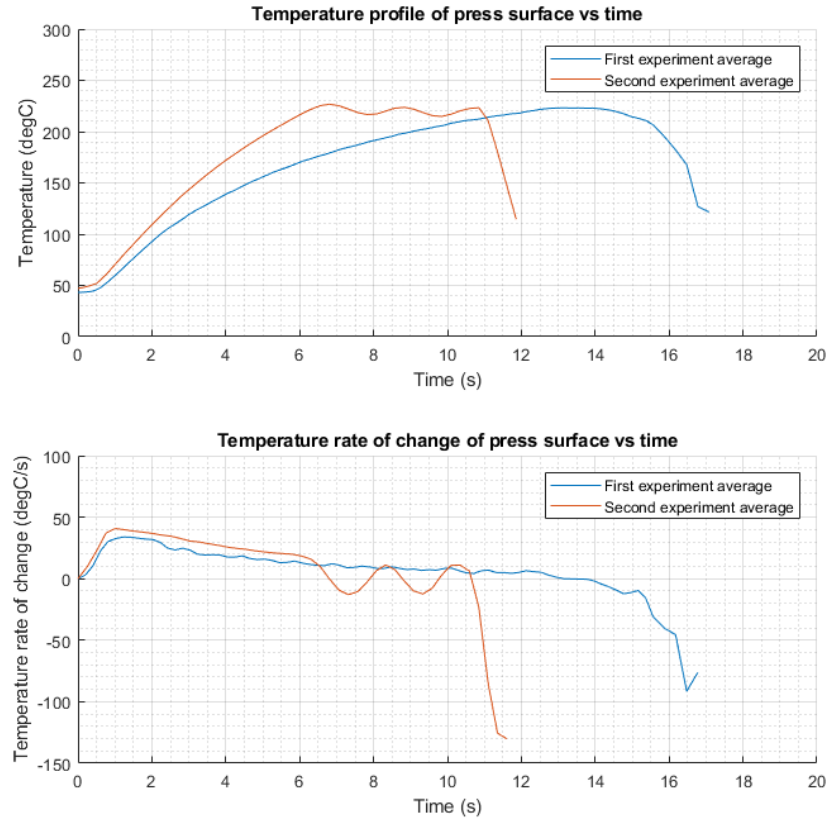 Temperature profile of press surface vs time
300
250
200
150
100
50
0
Temperature (degC)
First experiment average
Second experiment average
0 2 4 6 8 10 12 14 16 18 20
Time (s)
Temperature rate of change of press surface vs time
100
50
0
-50
-100
-150
Temperature rate of change (degC/s)
First experiment average
Second experiment average
0 2 4 6 8 10 12 14 16 18 20
Time (s)